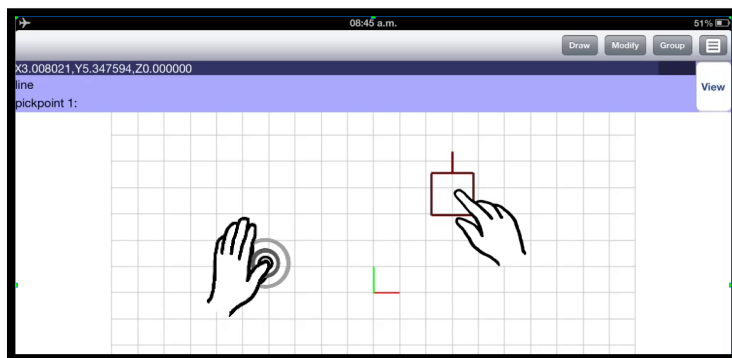 08:45 a.m.
51%
Draw Modify Group
X3.008021,Y5.347594,Z0.000000
line
View
pickpoint 1: